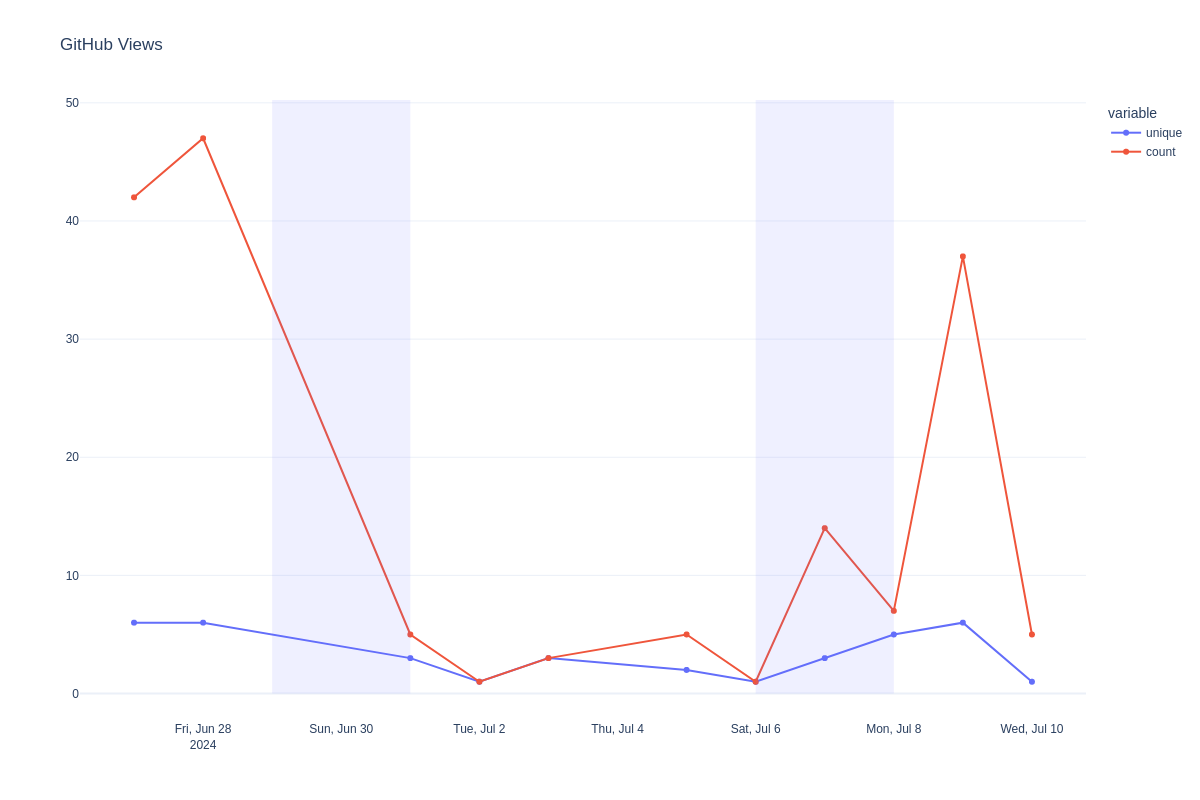 GitHub Views
50
40
30
20
10
0
Fri, Jun 28
2024
Sun, Jun 30
Tue, Jul 2
Thu, Jul 4
Sat, Jul 6
Mon, Jul 8
Wed, Jul 10
variable
unique
count